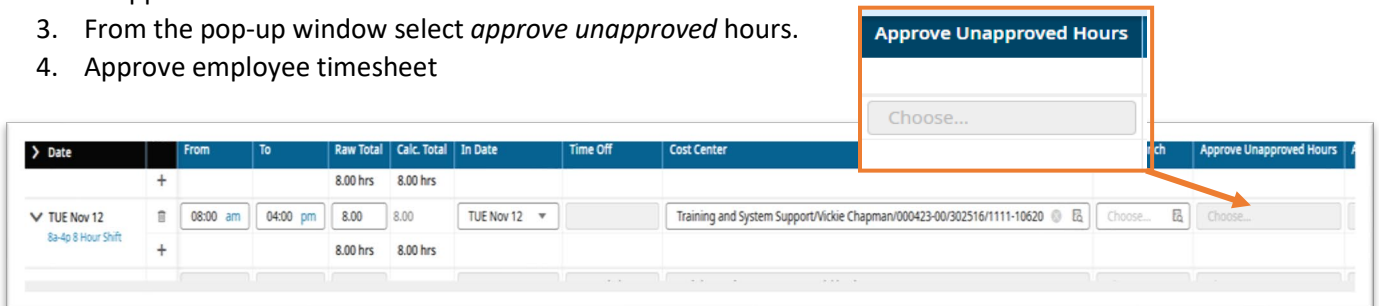 3. From the pop-up window select approve unapproved hours.
4. Approve employee timesheet
Approve Unapproved Hours
Choose...
Date From To Raw Total Calc. Total In Date Time Off Cost Center Approve Unapproved Hours
+ 8.00 hrs 8.00 hrs
TUE Nov 12 08:00 am 04:00 pm 8.00 8.00 TUE Nov 12 Training and System Support/Vickie Chapman/000423-00/302516/1111-10620 Choose... Choose...
8a-4p 8 Hour Shift
+ 8.00 hrs 8.00 hrs